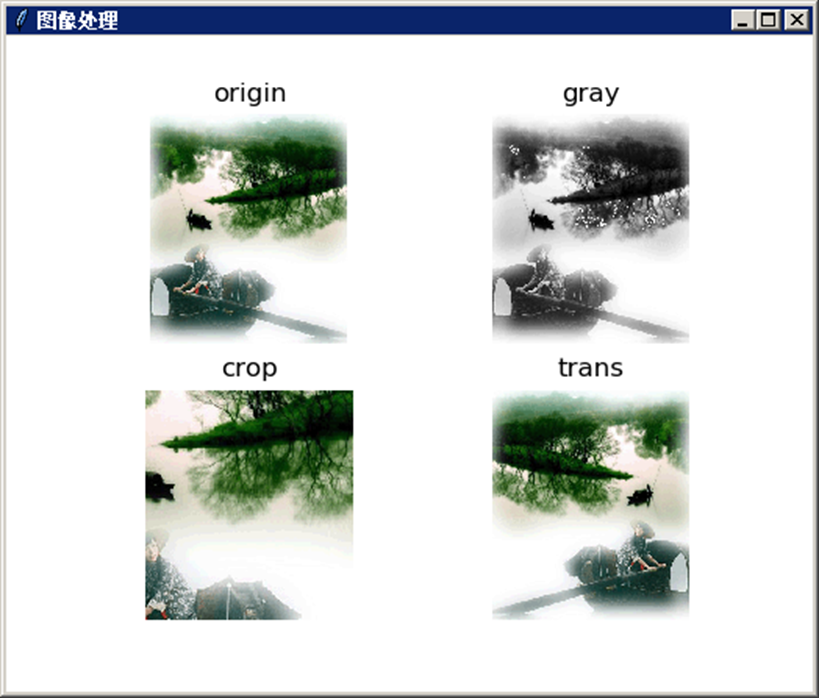 图像处理
origin
gray
crop
trans